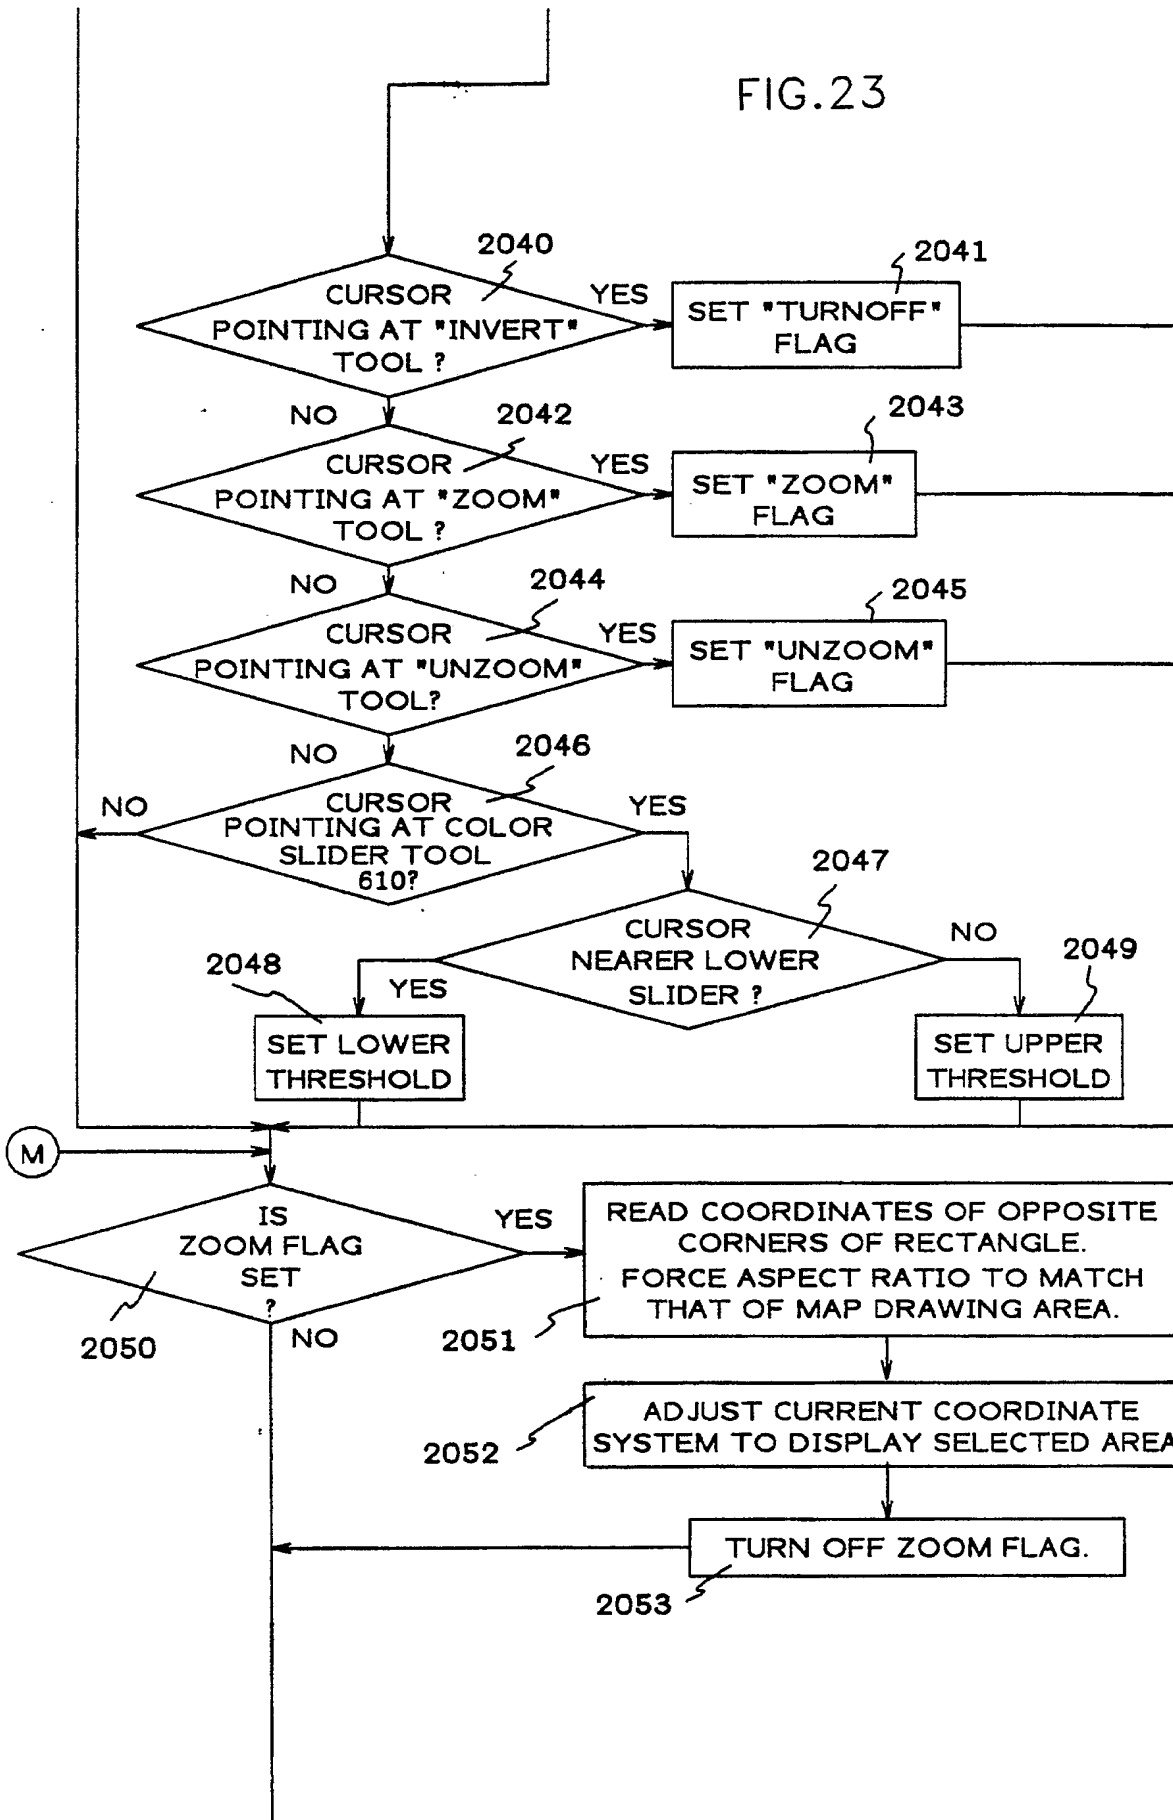 FIG.23
2040
CURSOR
POINTING AT "INVERT"
TOOL ?
YES
2041
SET "TURNOFF"
FLAG
NO
2042
CURSOR
POINTING AT "ZOOM"
TOOL ?
YES
2043
SET "ZOOM"
FLAG
NO
2044
CURSOR
POINTING AT "UNZOOM"
TOOL?
YES
2045
SET "UNZOOM"
FLAG
NO
2046
CURSOR
POINTING AT COLOR
SLIDER TOOL
610?
NO
YES
2047
CURSOR
NEARER LOWER
SLIDER ?
YES
NO
2048
SET LOWER
THRESHOLD
2049
SET UPPER
THRESHOLD
M
IS
ZOOM FLAG
SET
?
2050
YES
NO
READ COORDINATES OF OPPOSITE
CORNERS OF RECTANGLE.
FORCE ASPECT RATIO TO MATCH
THAT OF MAP DRAWING AREA.
2051
ADJUST CURRENT COORDINATE
SYSTEM TO DISPLAY SELECTED AREA
2052
TURN OFF ZOOM FLAG.
2053